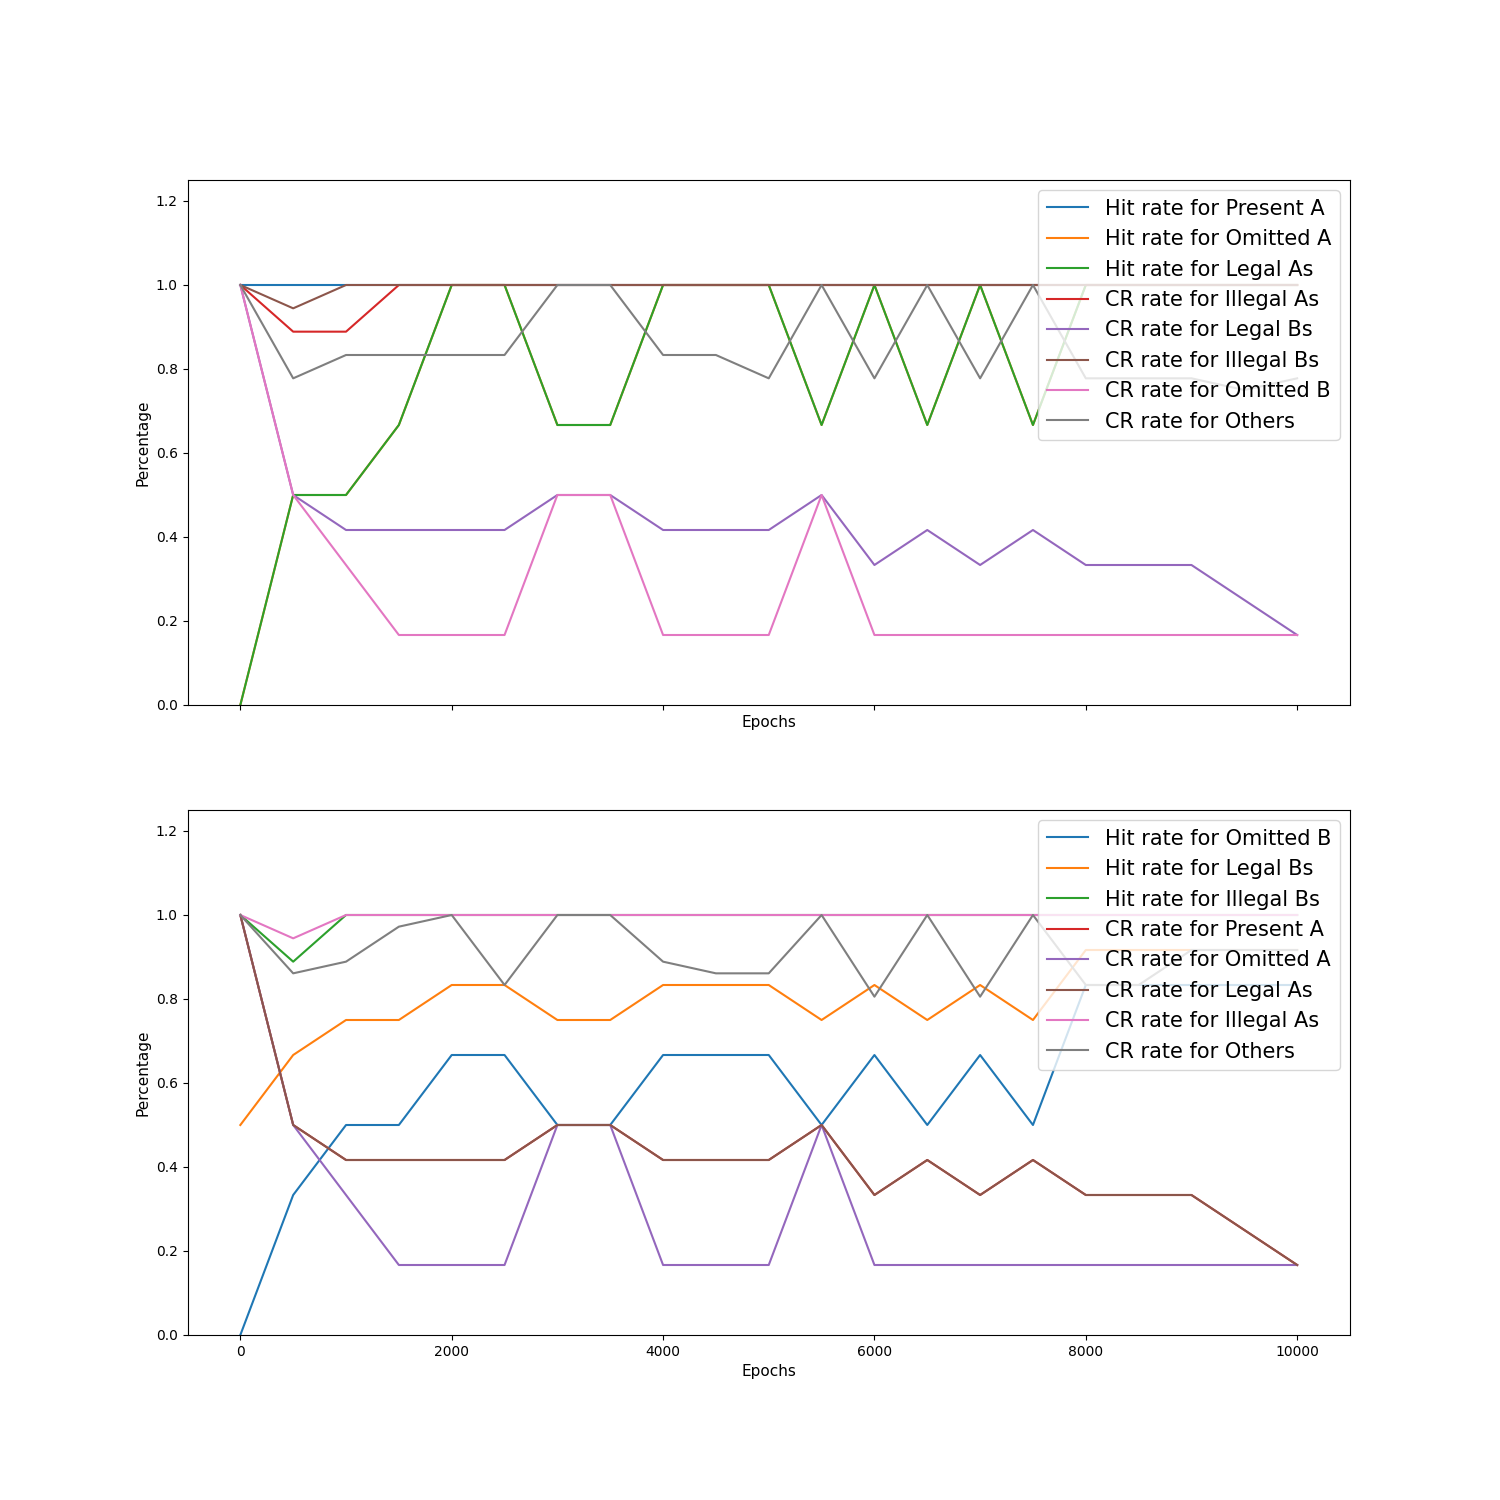 1.2
1.0
0.8
0.6
0.4
0.2
0.0
Percentage
Epochs
Hit rate for Present A
Hit rate for Omitted A
Hit rate for Legal As
CR rate for Illegal As
CR rate for Legal Bs
CR rate for Illegal Bs
CR rate for Omitted B
CR rate for Others
1.2
1.0
0.8
0.6
0.4
0.2
0.0
Percentage
Hit rate for Omitted B
Hit rate for Legal Bs
Hit rate for Illegal Bs
CR rate for Present A
CR rate for Omitted A
CR rate for Legal As
CR rate for Illegal As
CR rate for Others
0 2000 4000 6000 8000 10000
Epochs